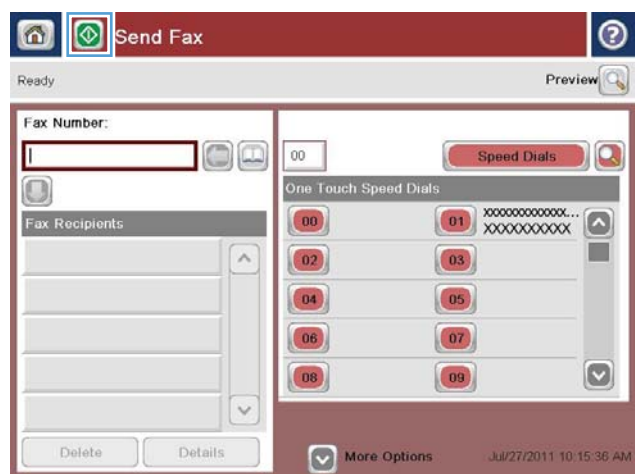 Send Fax
?
Ready
Preview
Fax Number:
00
Speed Dials
One Touch Speed Dials
Fax Recipients
00
01 XXXXXXXXXXXXX...
XXXXXXXXXX
02
03
04
05
06
07
08
09
Delete
Details
More Options
Jul/27/2011 10:15:36 AM